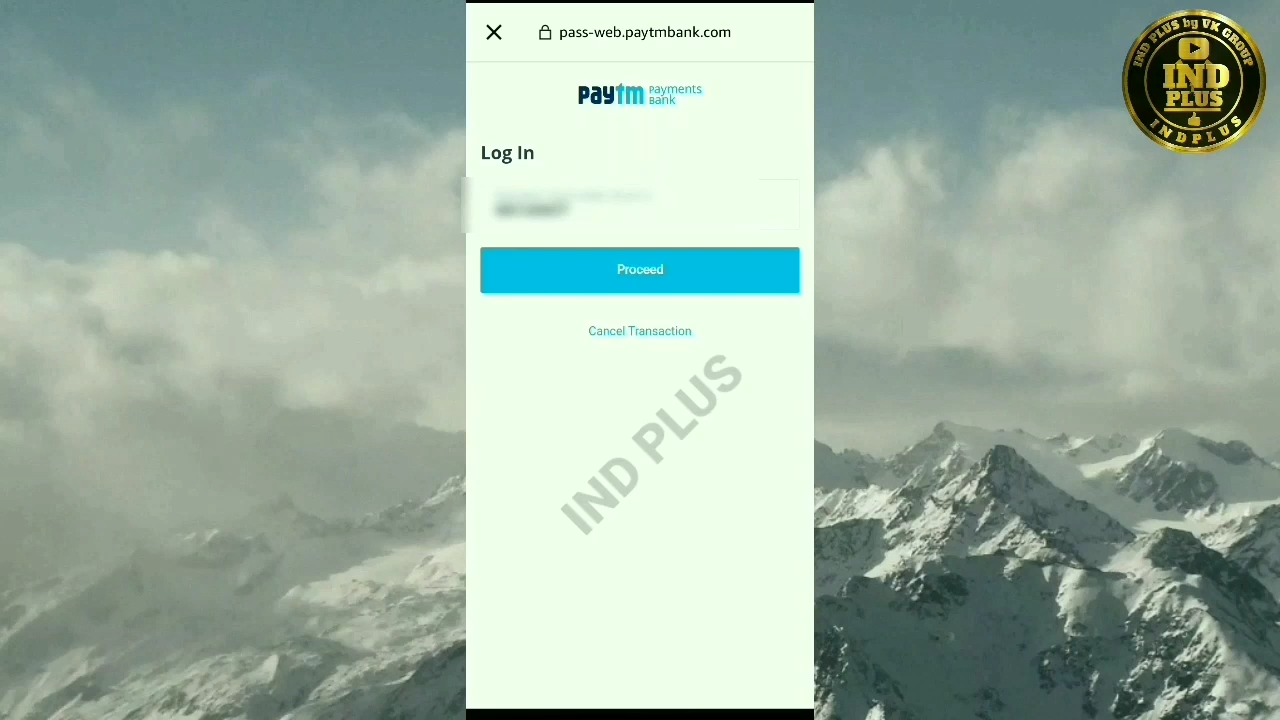 pass-web.paytmbank.com
paytm Payments
Bank
Log In
Proceed
Cancel Transaction
IND PLUS
IND PLUS by VK GROUP
IND
PLUS
INDPLUS